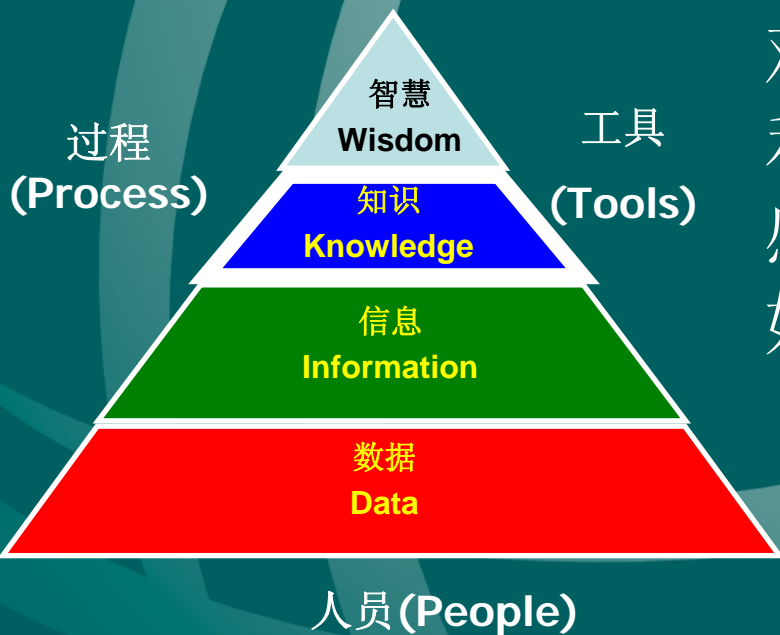 智慧
Wisdom
过程
(Process)
工具
(Tools)
知识
Knowledge
信息
Information
数据
Data
人员(People)